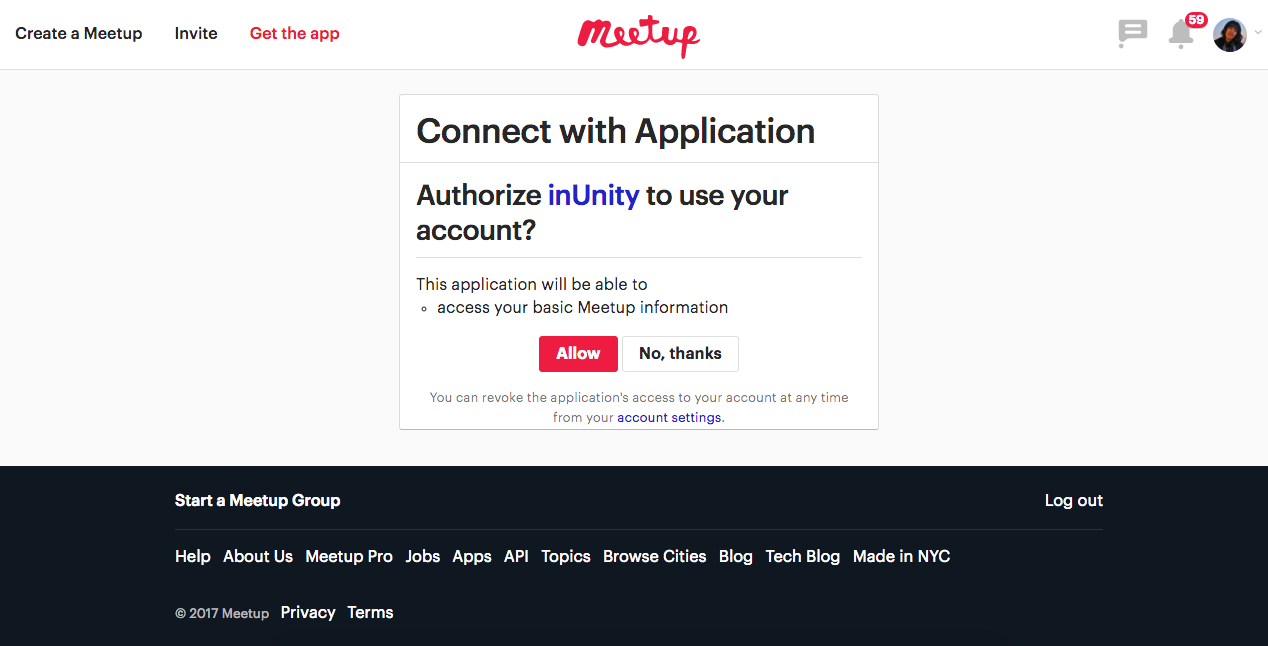 Create a Meetup Invite Get the app Meetup 59
Connect with Application
Authorize inUnity to use your
account?
This application will be able to
access your basic Meetup information
Allow No, thanks
You can revoke the application's access to your account at any time
from your account settings.
Start a Meetup Group Log out
Help About Us Meetup Pro Jobs Apps API Topics Browse Cities Blog Tech Blog Made in NYC
© 2017 Meetup Privacy Terms